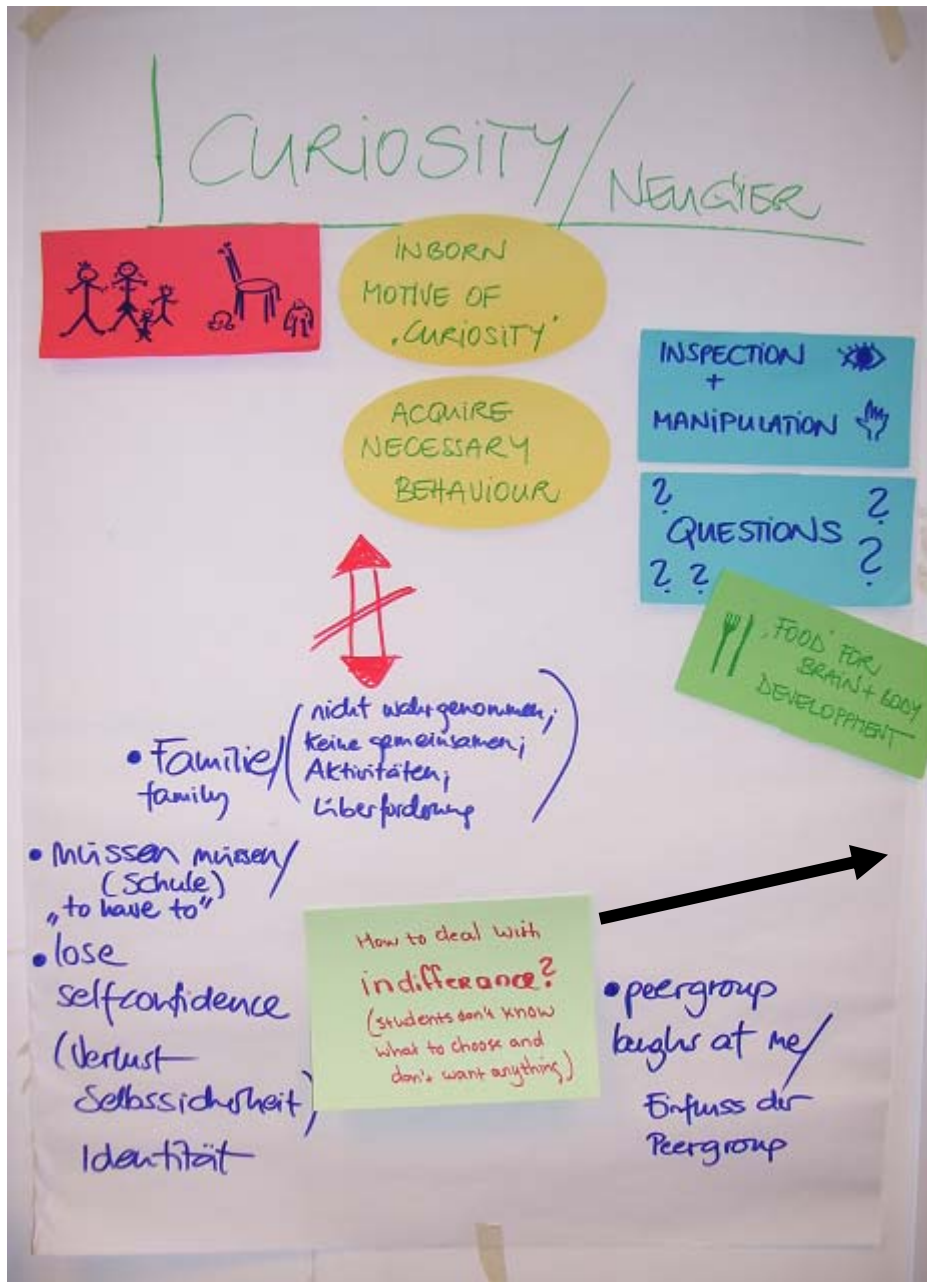 CURIOSITY/NEUGIER
INBORN
MOTIVE OF
‚CURIOSITY'
ACQUIRE
NECESSARY
BEHAVIOUR
INSPECTION
+
MANIPULATION
? ?
QUESTIONS
? ? ?
‚FOOD' FOR
BRAIN + BODY
DEVELOPMENT
• Familie/
family
(nicht wahrgenommen;
keine gemeinsamen;
Aktivitäten;
Überforderung)
• müssen müssen/
(Schule)
„to have to"
• lose
selfconfidence
(Verlust
Selbssicherheit)/
Identität
How to deal with
indifferance?
(students don't know
what to choose and
don't want anything)
• peergroup
laughs at me/
Einfluss der
Peergroup